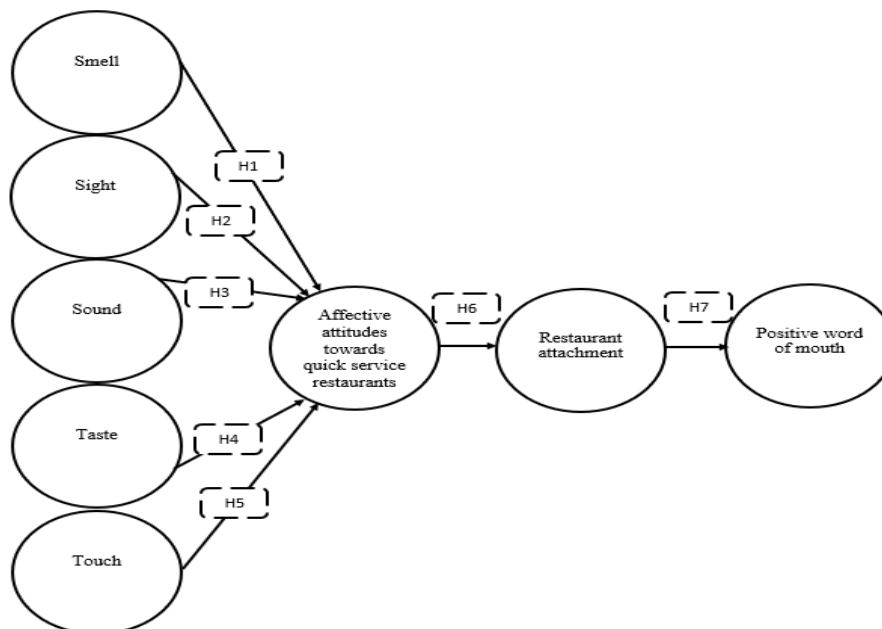 Smell
H1
Sight
H2
Sound
H3
Affective
attitudes
towards
quick service
restaurants
H6
Restaurant
attachment
H7
Positive word
of mouth
Taste
H4
H5
Touch